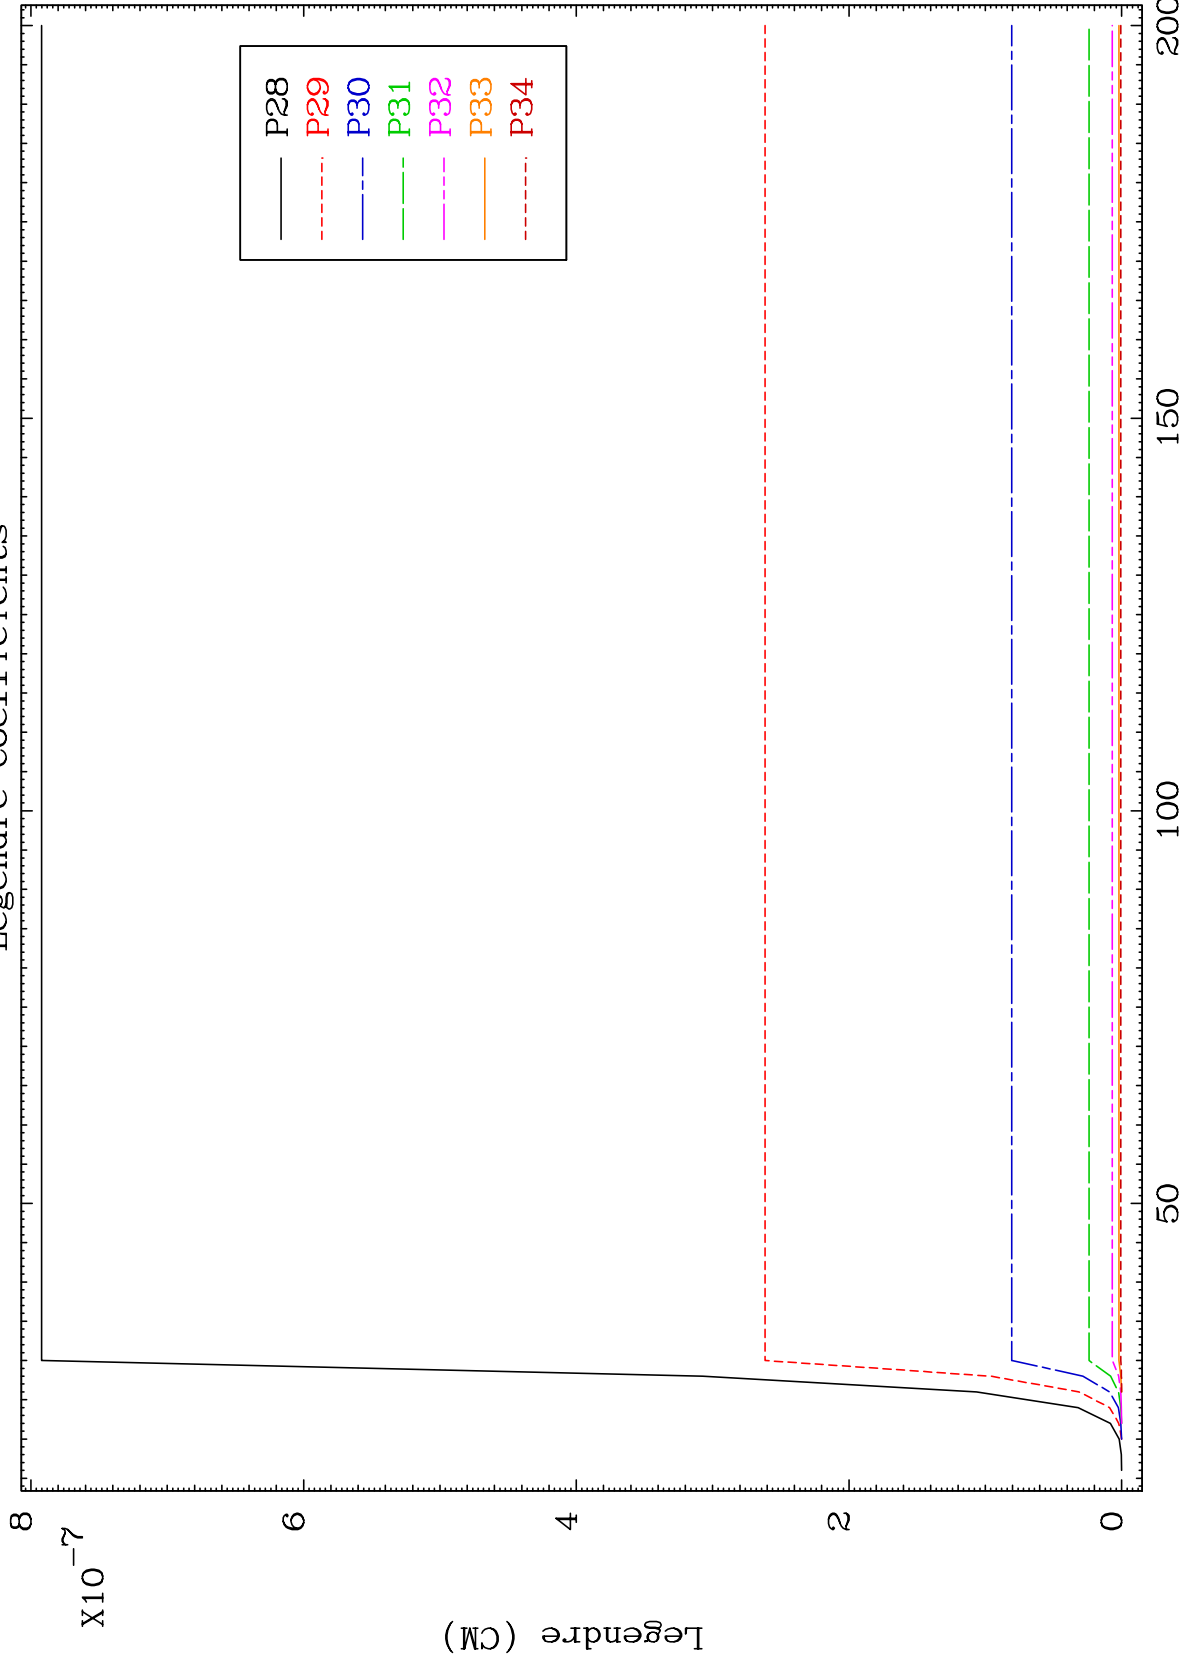 Legendre coefficients
8
6
4
2
0
X10-7
Legendre (CM)
P28
P29
P30
P31
P32
P33
P34
50
100
150
200